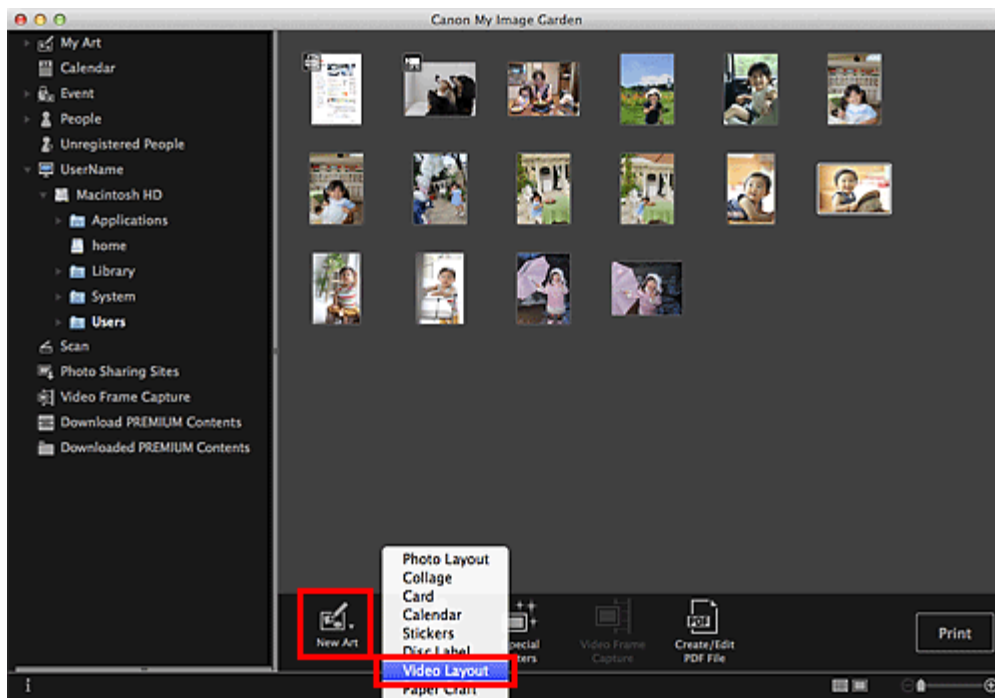 Canon My Image Garden
My Art
Calendar
Event
People
Unregistered People
UserName
Macintosh HD
Applications
home
Library
System
Users
Scan
Photo Sharing Sites
Video Frame Capture
Download PREMIUM Contents
Downloaded PREMIUM Contents
Photo Layout
Collage
Card
Calendar
Stickers
Disc Label
Video Layout
Paper Craft
New Art
Video Frame
Capture
PDF
Create/Edit
PDF File
Print